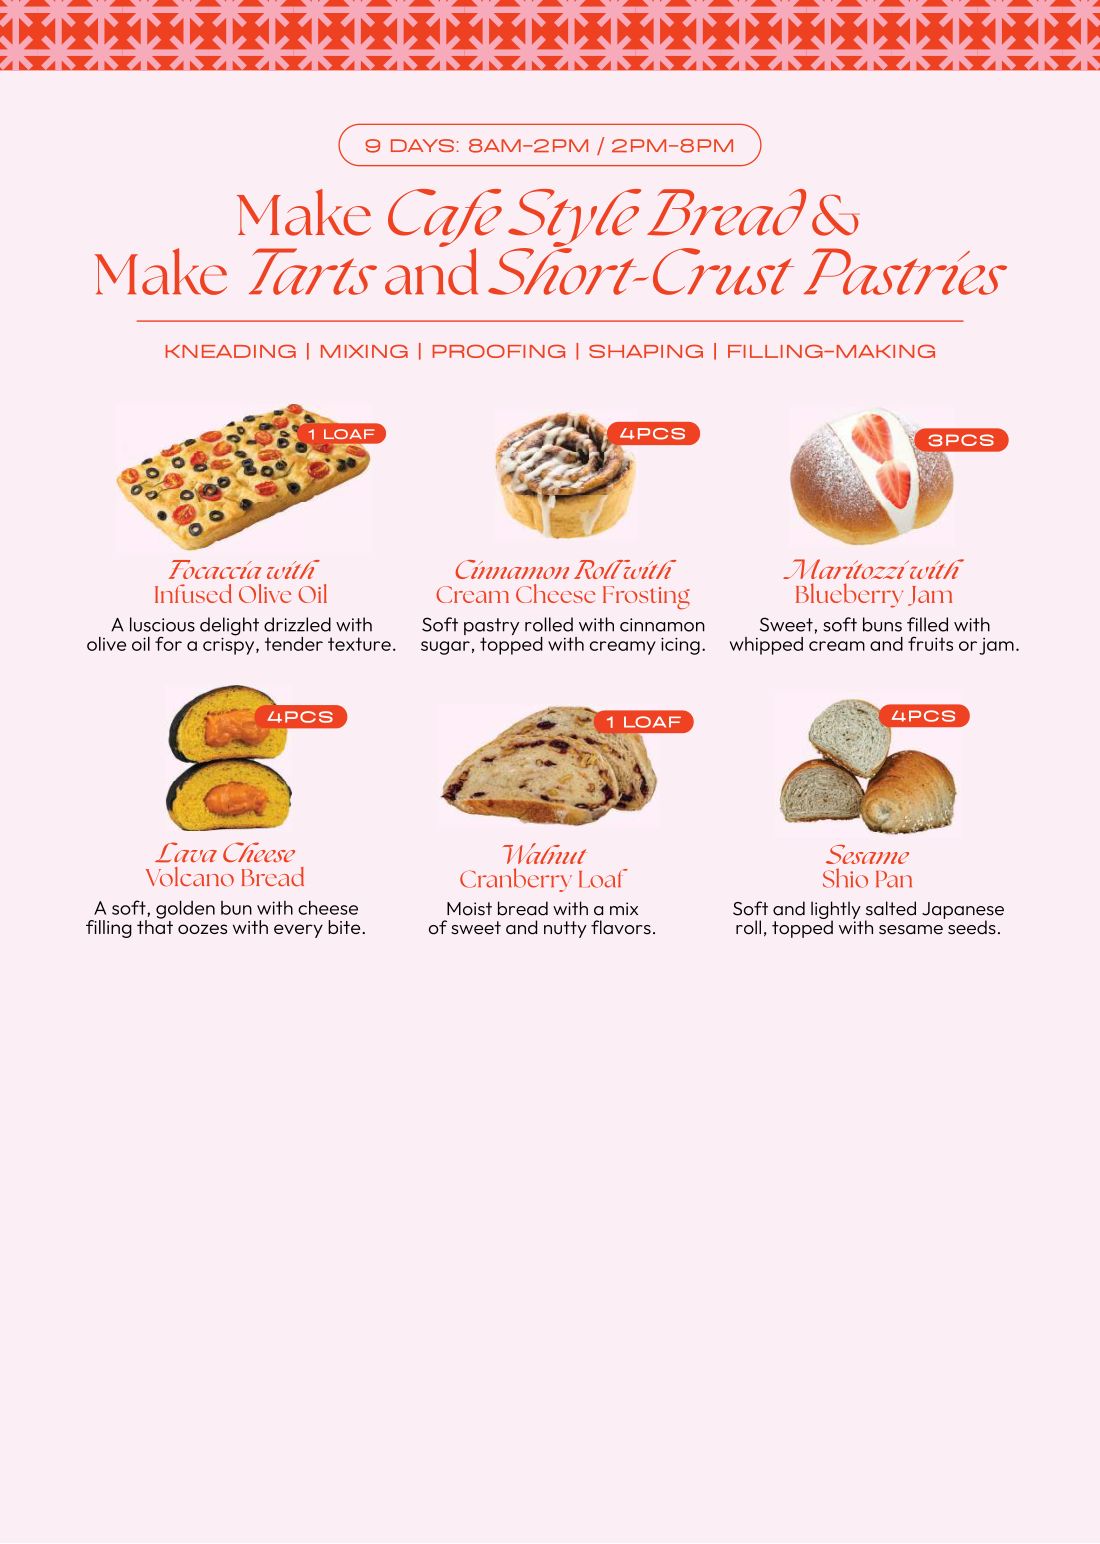 9 DAYS: 8AM-2PM / 2PM-8PM
Make Cafe Style Bread &
Make Tarts and Short-Crust Pastries
KNEADING | MIXING | PROOFING | SHAPING | FILLING-MAKING
1 LOAF
4PCS
3PCS
Focaccia with
Infused Olive Oil
A luscious delight drizzled with
olive oil for a crispy, tender texture.
Cinnamon Roll with
Cream Cheese Frosting
Soft pastry rolled with cinnamon
sugar, topped with creamy icing.
Maritozzi with
Blueberry Jam
Sweet, soft buns filled with
whipped cream and fruits or jam.
4PCS
1 LOAF
4PCS
Lava Cheese
Volcano Bread
A soft, golden bun with cheese
filling that oozes with every bite.
Walnut
Cranberry Loaf
Moist bread with a mix
of sweet and nutty flavors.
Sesame
Shio Pan
Soft and lightly salted Japanese
roll, topped with sesame seeds.